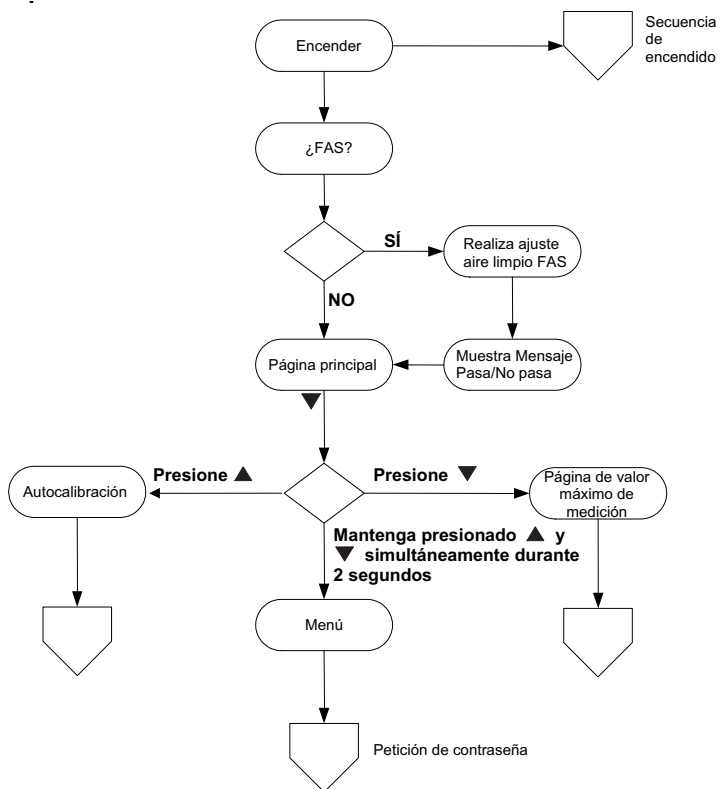 Encender
Secuencia
de
encendido
¿FAS?
SÍ
Realiza ajuste
aire limpio FAS
NO
Página principal
Muestra Mensaje
Pasa/No pasa
Autocalibración
Presione ▲
Presione ▼
Página de valor
máximo de
medición
Mantenga presionado ▲ y
▼ simultáneamente durante
2 segundos
Menú
Petición de contraseña